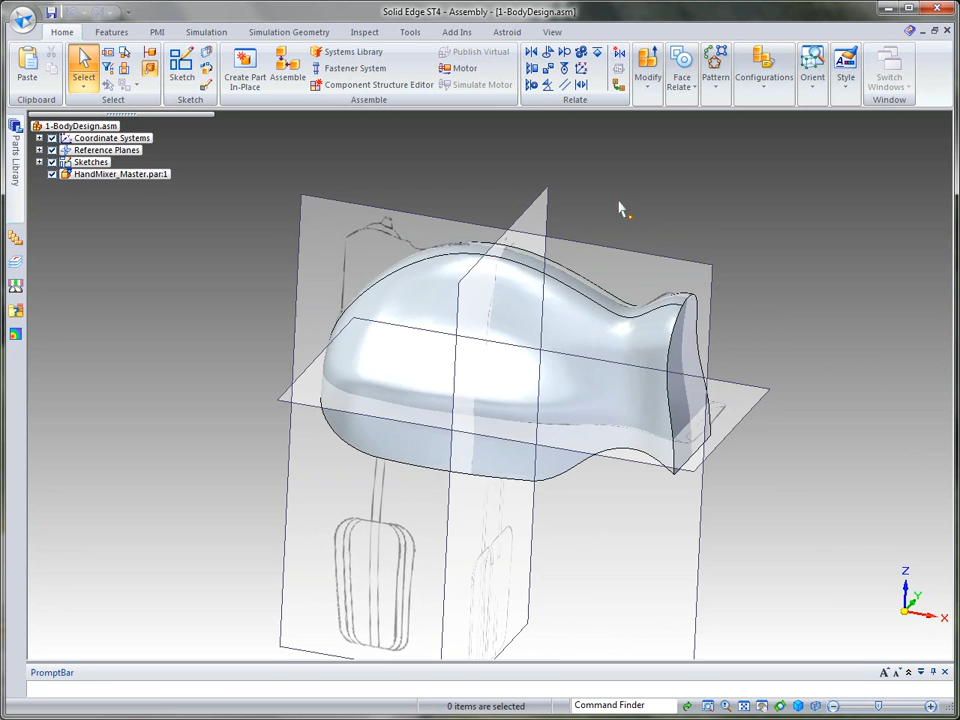 Solid Edge ST4 - Assembly - [1-BodyDesign.asm]
Home Features PMI Simulation Simulation Geometry Inspect Tools Add Ins Astroid View
Systems Library
Publish Virtual
Fastener System
Motor
Component Structure Editor
Simulate Motor
Paste Select Sketch Create Part In-Place Assemble Modify Face Relate Pattern Configurations Orient Style Switch Windows
Clipboard Select Sketch Assemble Relate Window
1-BodyDesign.asm
Coordinate Systems
Reference Planes
Sketches
HandMixer_Master.par:1
Parts Library
Z
Y
X
PromptBar
0 items are selected
Command Finder